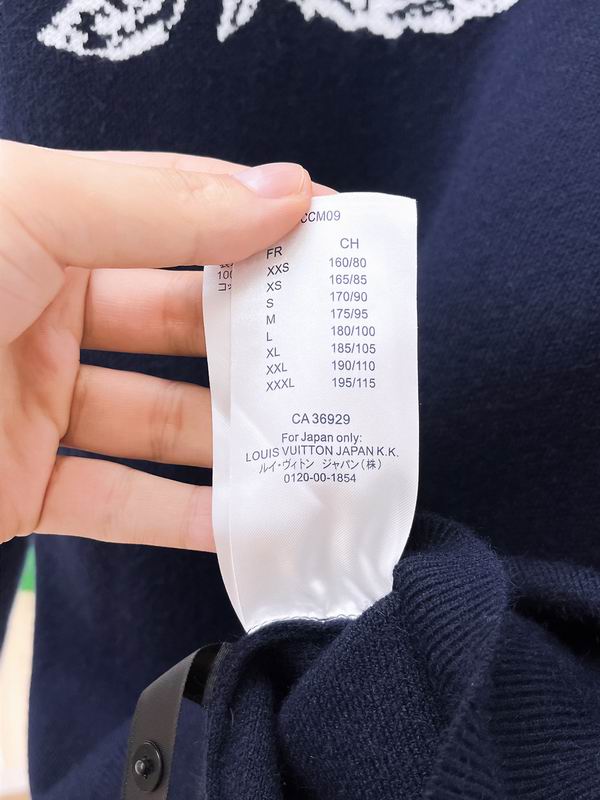 CCM09
FR CH
XXS 160/80
XS 165/85
S 170/90
M 175/95
L 180/100
XL 185/105
XXL 190/110
XXXL 195/115
CA 36929
For Japan only:
LOUIS VUITTON JAPAN K.K.
ルイ・ヴィトン ジャパン(株)
0120-00-1854